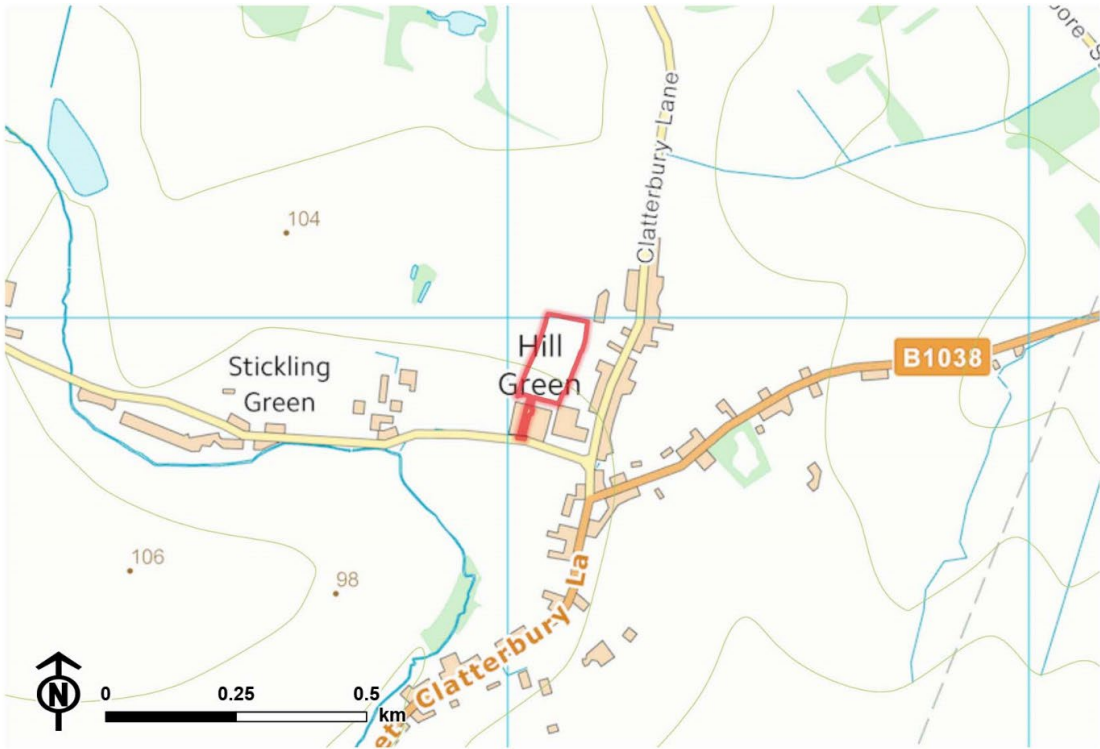 104
Clatterbury Lane
Hill
Green
Stickling
Green
B1038
106
98
Clatterbury La
N
0 0.25 0.5
km